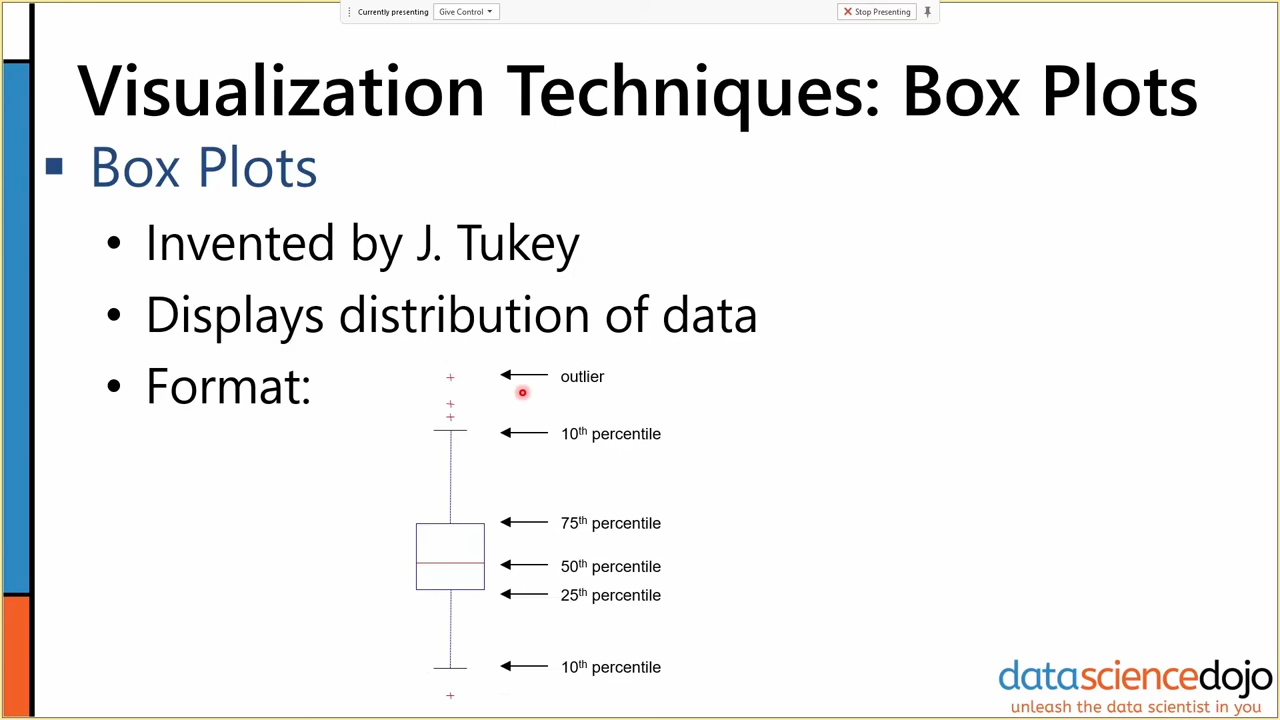 Currently presenting Give Control Stop Presenting
Visualization Techniques: Box Plots
Box Plots
• Invented by J. Tukey
• Displays distribution of data
• Format:
outlier
10th percentile
75th percentile
50th percentile
25th percentile
10th percentile
datasciencedojo
unleash the data scientist in you